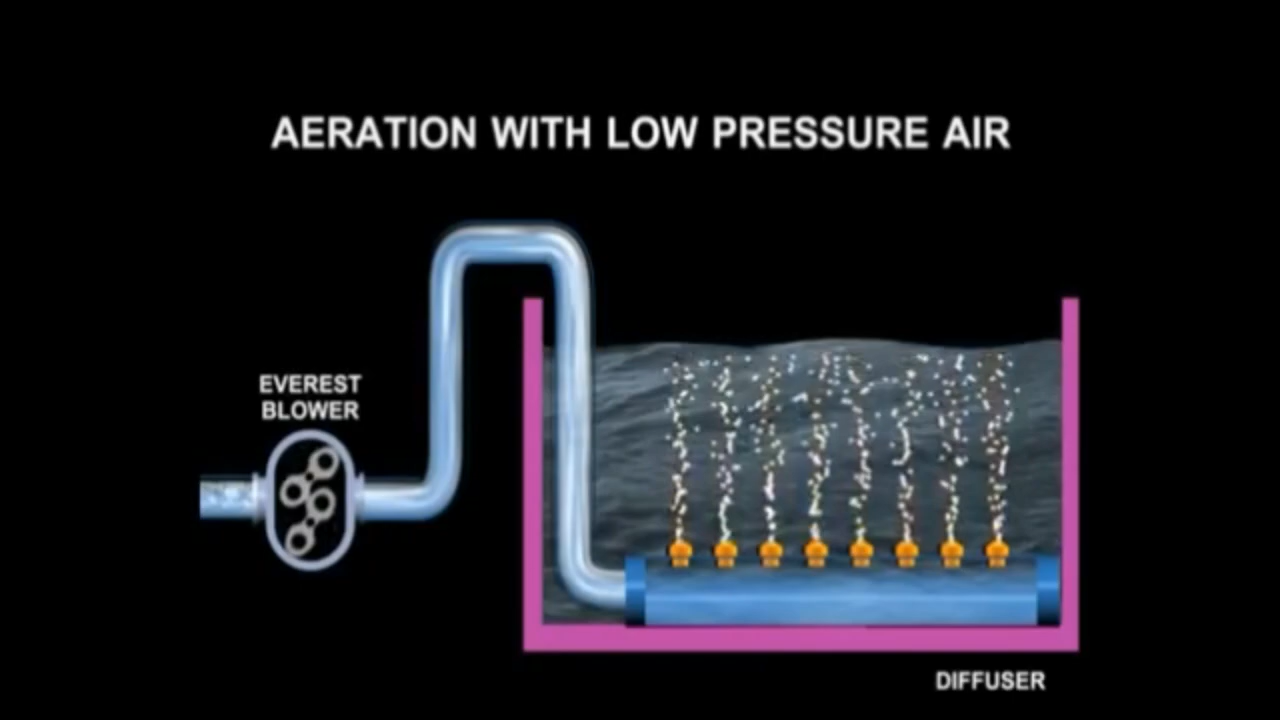 AERATION WITH LOW PRESSURE AIR
EVEREST
BLOWER
DIFFUSER